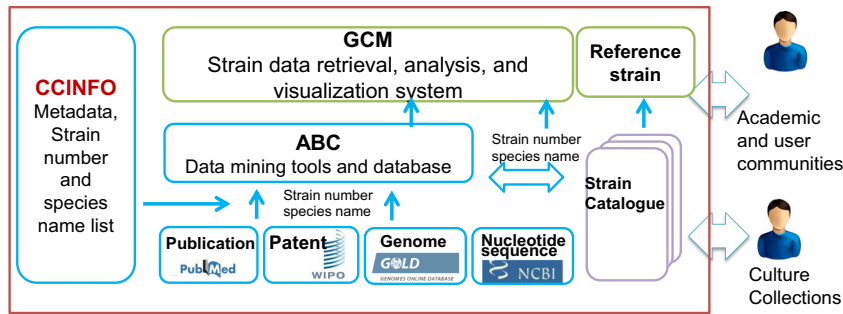 CCINFO
Metadata,
Strain
number
and
species
name list
GCM
Strain data retrieval, analysis, and
visualization system
Reference
strain
ABC
Data mining tools and database
Strain number
species name
Strain number
species name
Publication
PubMed
Patent
WIPO
Genome
GOLD
GENOMES ONLINE DATABASE
Nucleotide
sequence
NCBI
Strain
Catalogue
Academic
and user
communities
Culture
Collections